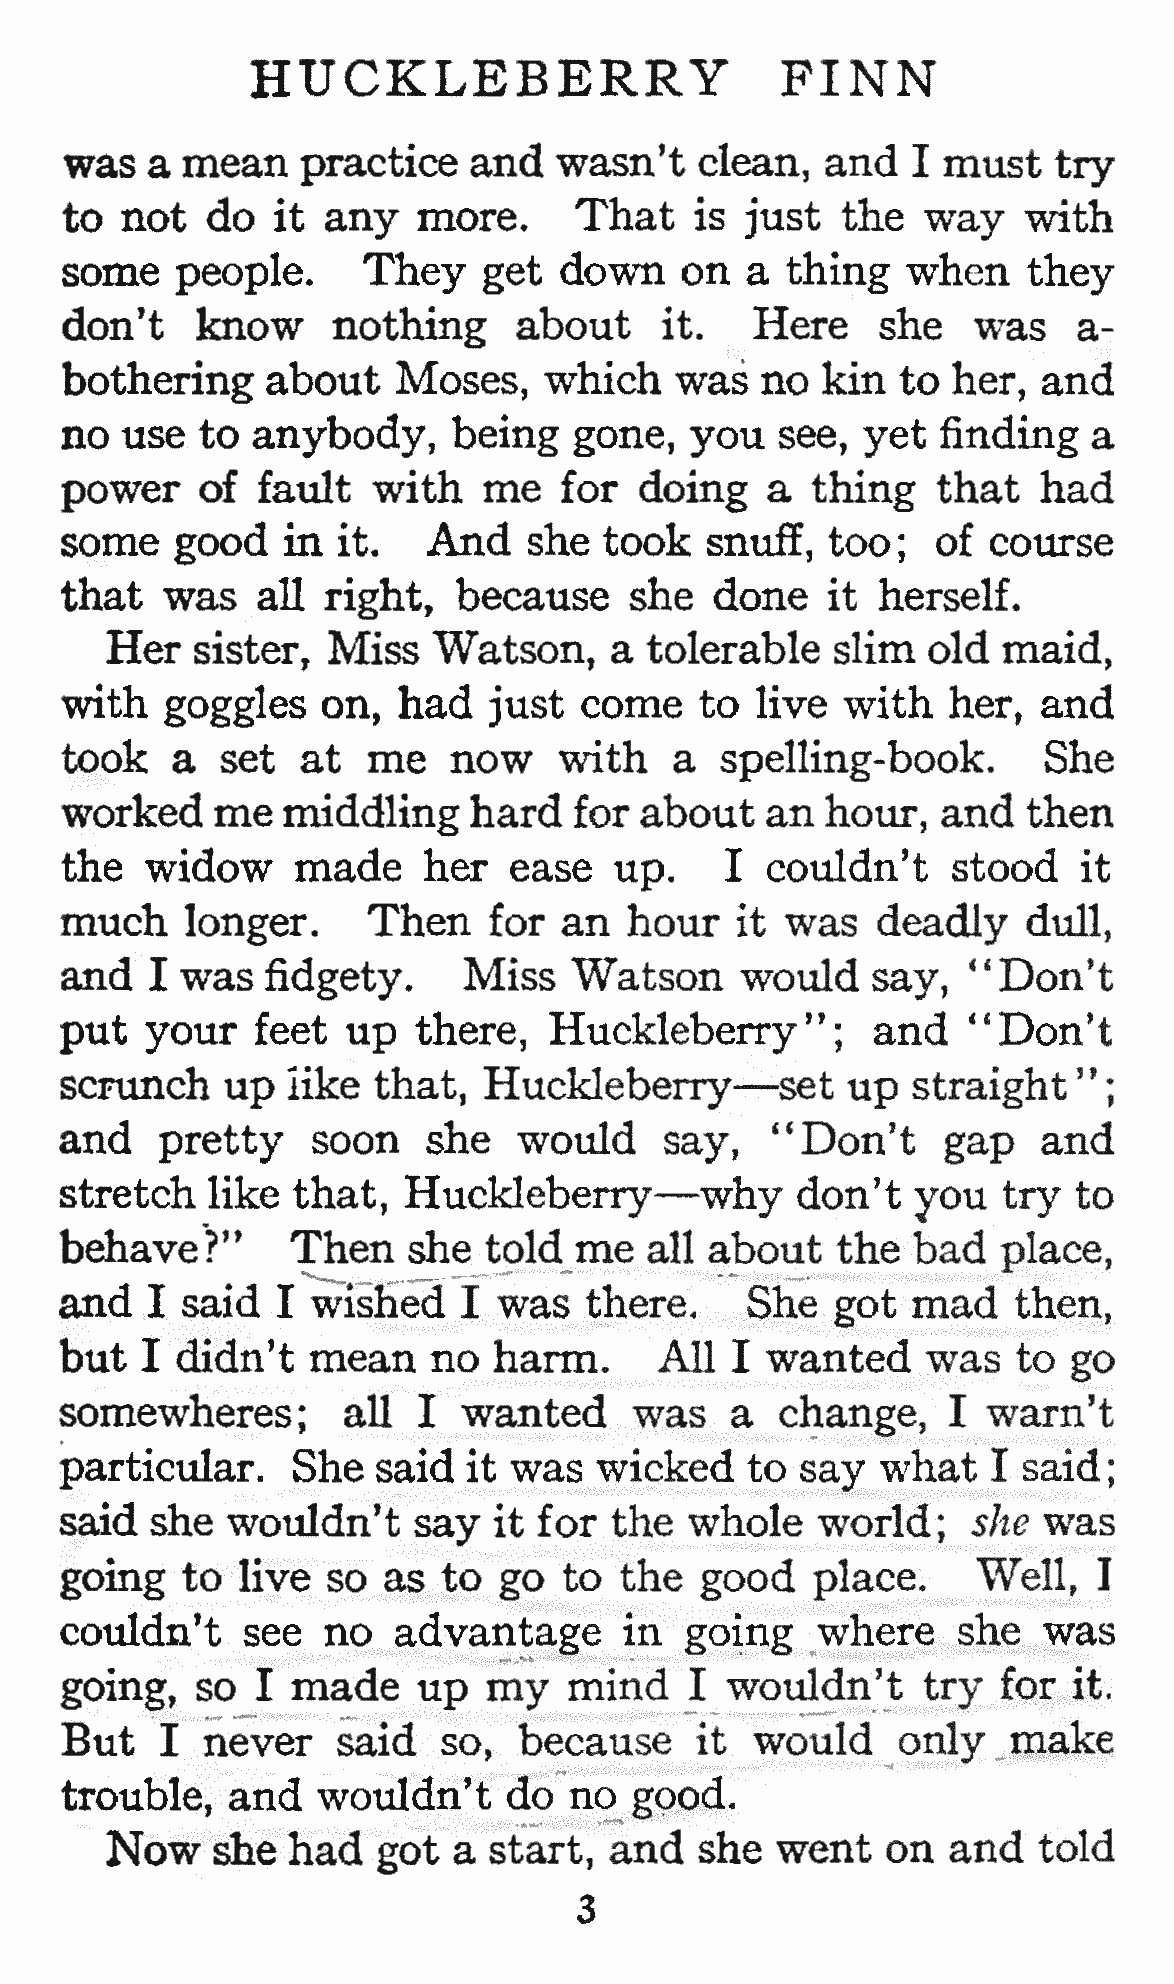 HUCKLEBERRY FINN
was a mean practice and wasn't clean, and I must try
to not do it any more. That is just the way with
some people. They get down on a thing when they
don't know nothing about it. Here she was a-
bothering about Moses, which was no kin to her, and
no use to anybody, being gone, you see, yet finding a
power of fault with me for doing a thing that had
some good in it. And she took snuff, too; of course
that was all right, because she done it herself.
Her sister, Miss Watson, a tolerable slim old maid,
with goggles on, had just come to live with her, and
took a set at me now with a spelling-book. She
worked me middling hard for about an hour, and then
the widow made her ease up. I couldn't stood it
much longer. Then for an hour it was deadly dull,
and I was fidgety. Miss Watson would say, "Don't
put your feet up there, Huckleberry"; and "Don't
scrunch up like that, Huckleberry—set up straight";
and pretty soon she would say, "Don't gap and
stretch like that, Huckleberry—why don't you try to
behave?" Then she told me all about the bad place,
and I said I wished I was there. She got mad then,
but I didn't mean no harm. All I wanted was to go
somewheres; all I wanted was a change, I warn't
particular. She said it was wicked to say what I said;
said she wouldn't say it for the whole world; she was
going to live so as to go to the good place. Well, I
couldn't see no advantage in going where she was
going, so I made up my mind I wouldn't try for it.
But I never said so, because it would only make
trouble, and wouldn't do no good.
Now she had got a start, and she went on and told
3